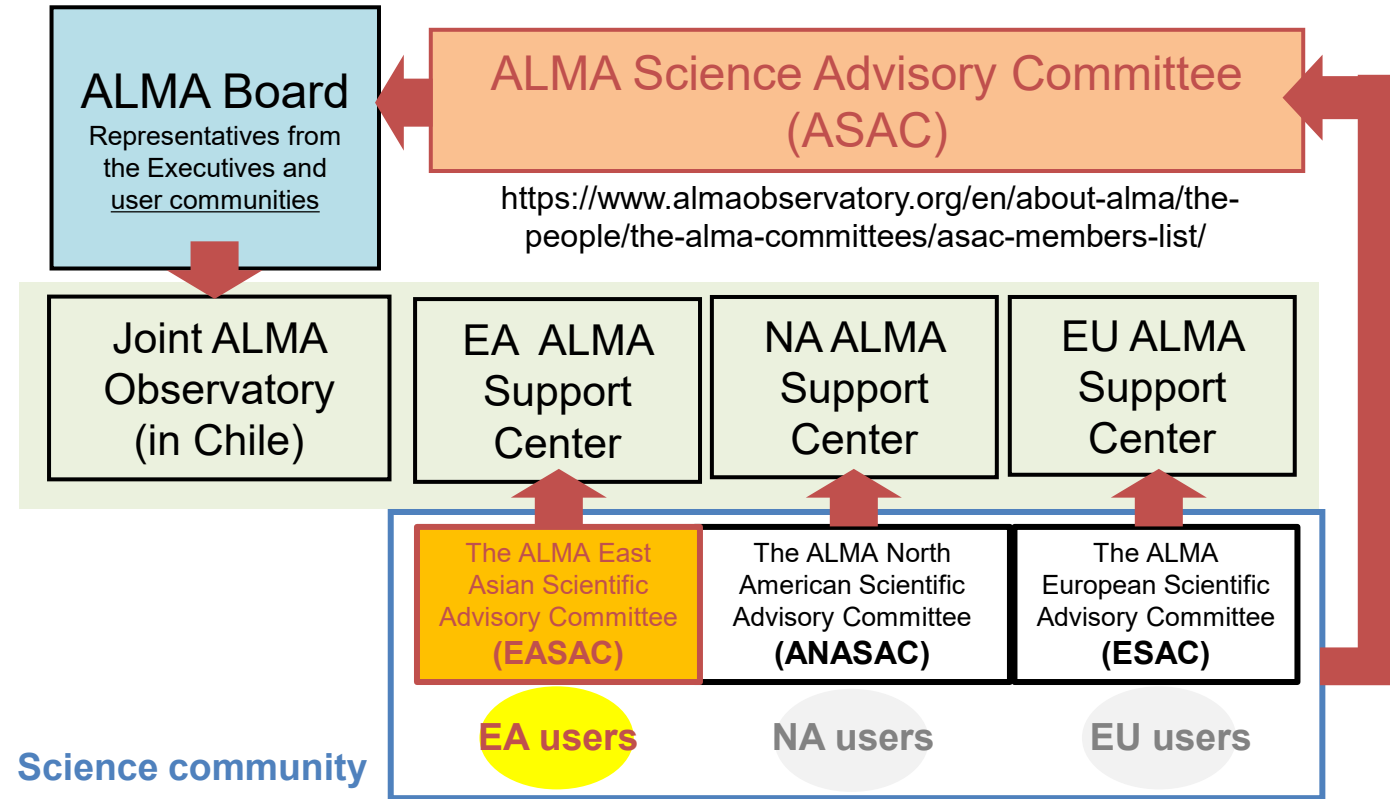 ALMA Board
Representatives from
the Executives and
user communities
ALMA Science Advisory Committee
(ASAC)
https://www.almaobservatory.org/en/about-alma/the-
people/the-alma-committees/asac-members-list/
Joint ALMA
Observatory
(in Chile)
EA ALMA
Support
Center
NA ALMA
Support
Center
EU ALMA
Support
Center
The ALMA East
Asian Scientific
Advisory Committee
(EASAC)
The ALMA North
American Scientific
Advisory Committee
(ANASAC)
The ALMA
European Scientific
Advisory Committee
(ESAC)
EA users
NA users
EU users
Science community